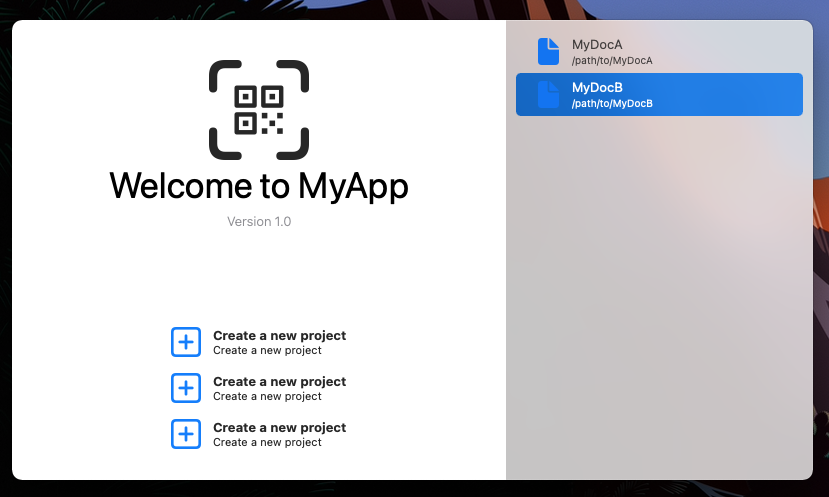 Welcome to MyApp
Version 1.0
Create a new project
Create a new project
Create a new project
Create a new project
Create a new project
Create a new project
MyDocA
/path/to/MyDocA
MyDocB
/path/to/MyDocB